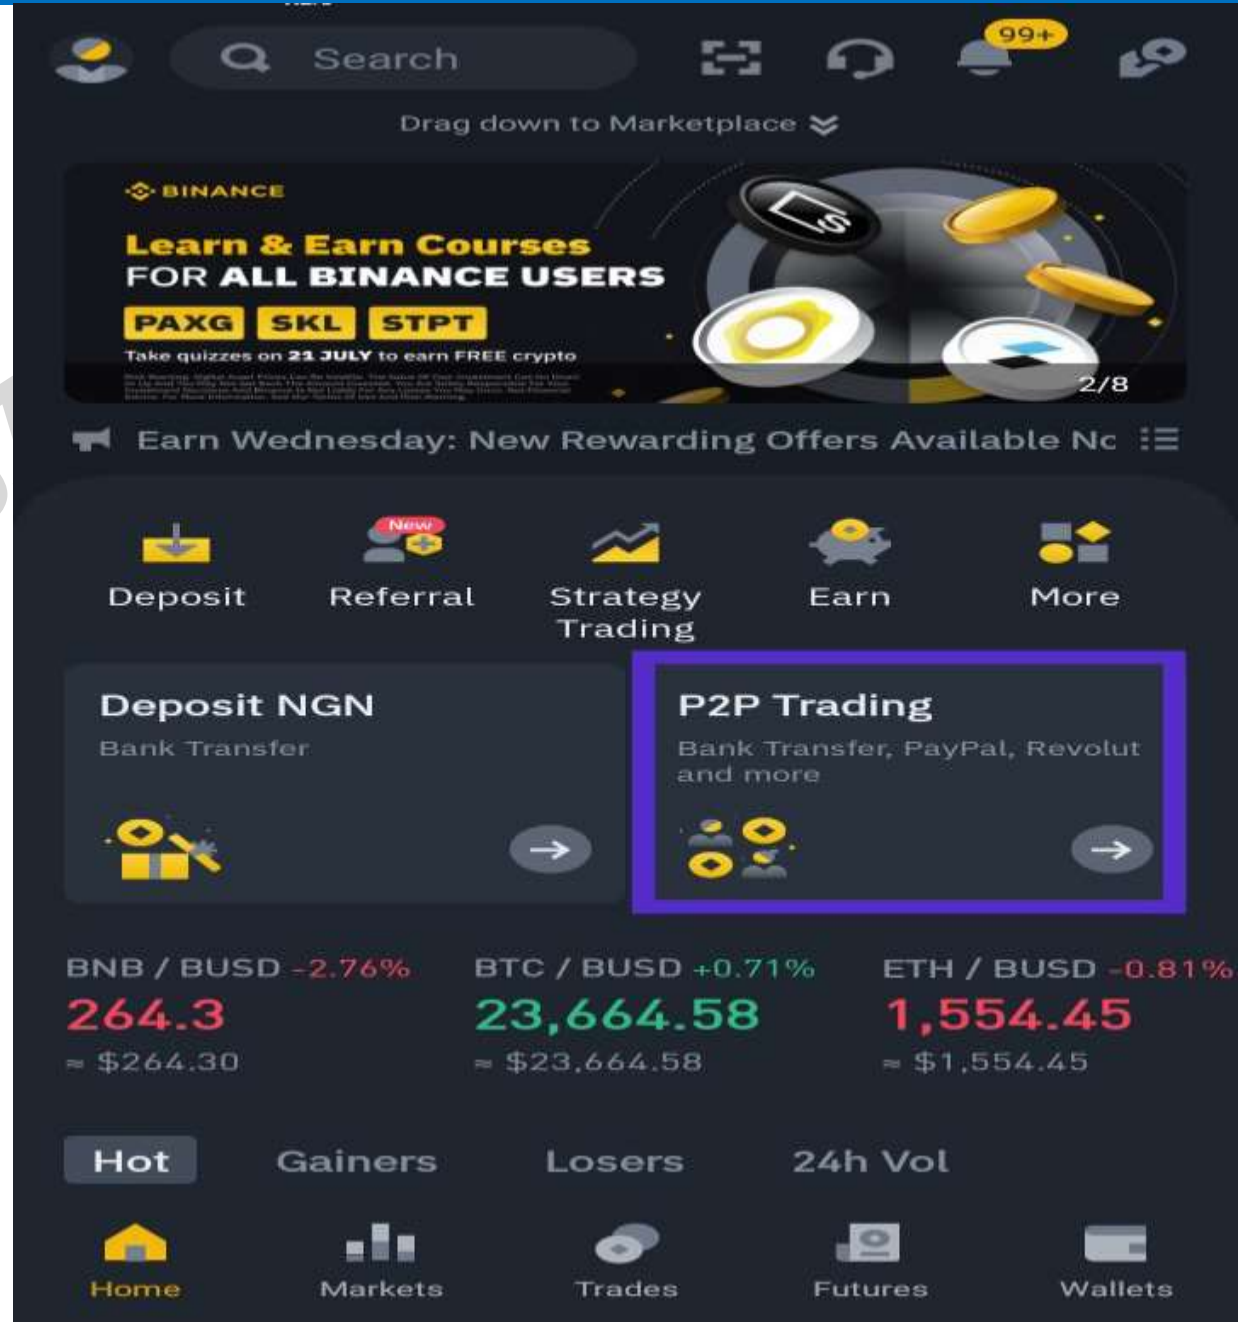 Search
99+
Drag down to Marketplace
BINANCE
Learn & Earn Courses
FOR ALL BINANCE USERS
PAXG SKL STPT
Take quizzes on 21 JULY to earn FREE crypto
2/8
Earn Wednesday: New Rewarding Offers Available Nc
New
Deposit Referral Strategy Trading Earn More
Deposit NGN
Bank Transfer
P2P Trading
Bank Transfer, PayPal, Revolut
and more
BNB / BUSD -2.76% BTC / BUSD +0.71% ETH / BUSD -0.81%
264.3 23,664.58 1,554.45
≈ $264.30 ≈ $23,664.58 ≈ $1,554.45
Hot Gainers Losers 24h Vol
Home Markets Trades Futures Wallets